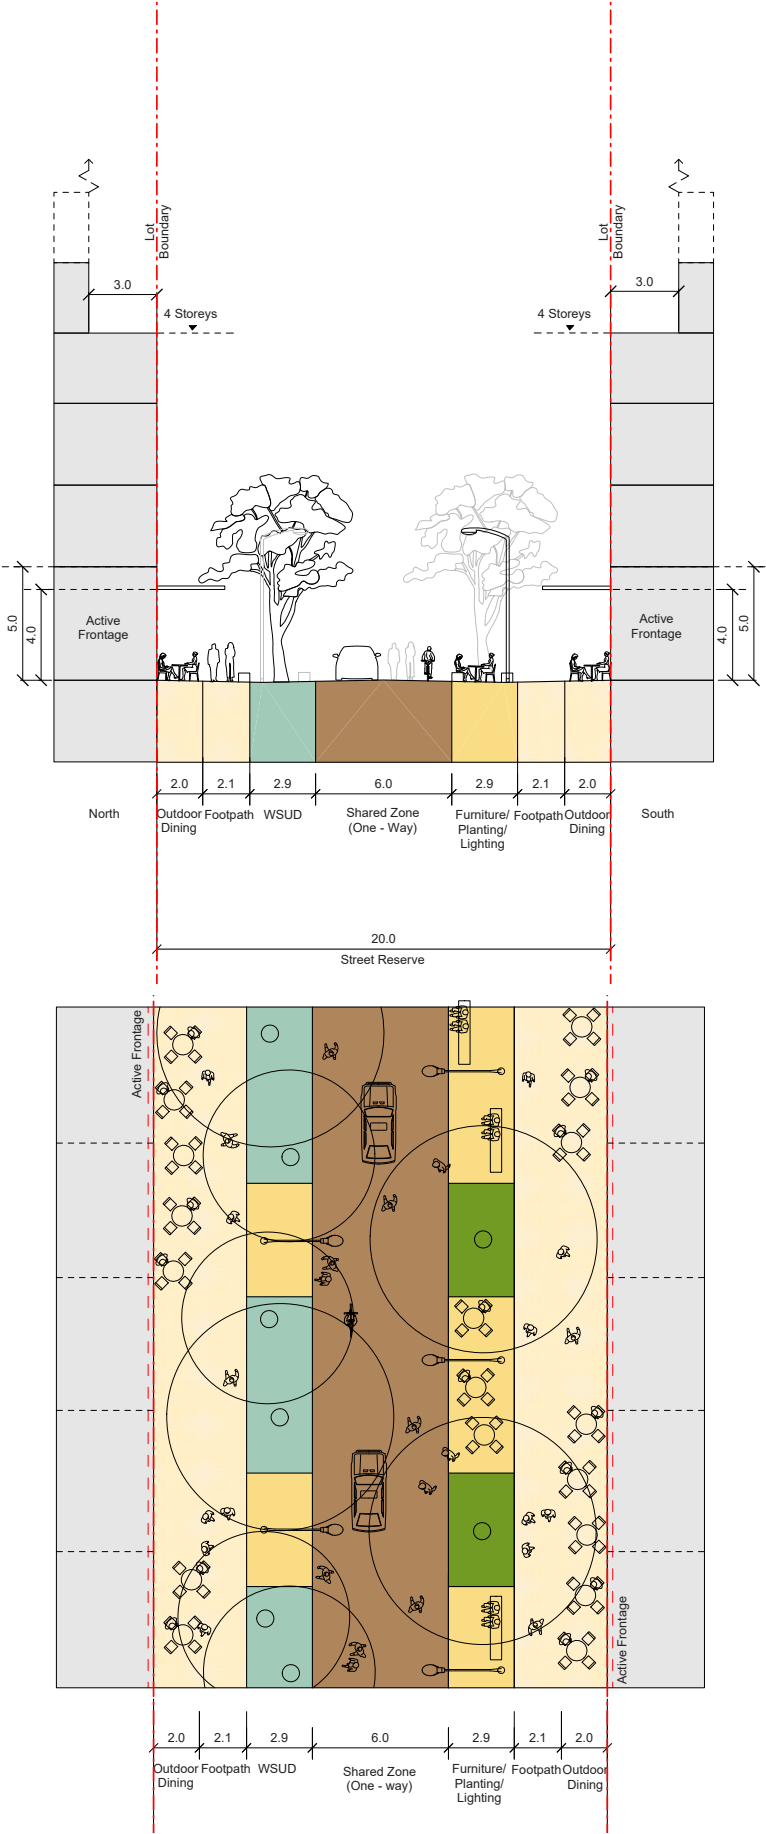 Lot
Boundary
Lot
Boundary
3.0
3.0
4 Storeys
4 Storeys
5.0
4.0
Active
Frontage
Active
Frontage
4.0
5.0
2.0
2.1
2.9
6.0
2.9
2.1
2.0
North
Outdoor
Dining
Footpath
WSUD
Shared Zone
(One - Way)
Furniture/
Planting/
Lighting
Footpath
Outdoor
Dining
South
20.0
Street Reserve
Active Frontage
Active Frontage
2.0
2.1
2.9
6.0
2.9
2.1
2.0
Outdoor
Dining
Footpath
WSUD
Shared Zone
(One - way)
Furniture/
Planting/
Lighting
Footpath
Outdoor
Dining